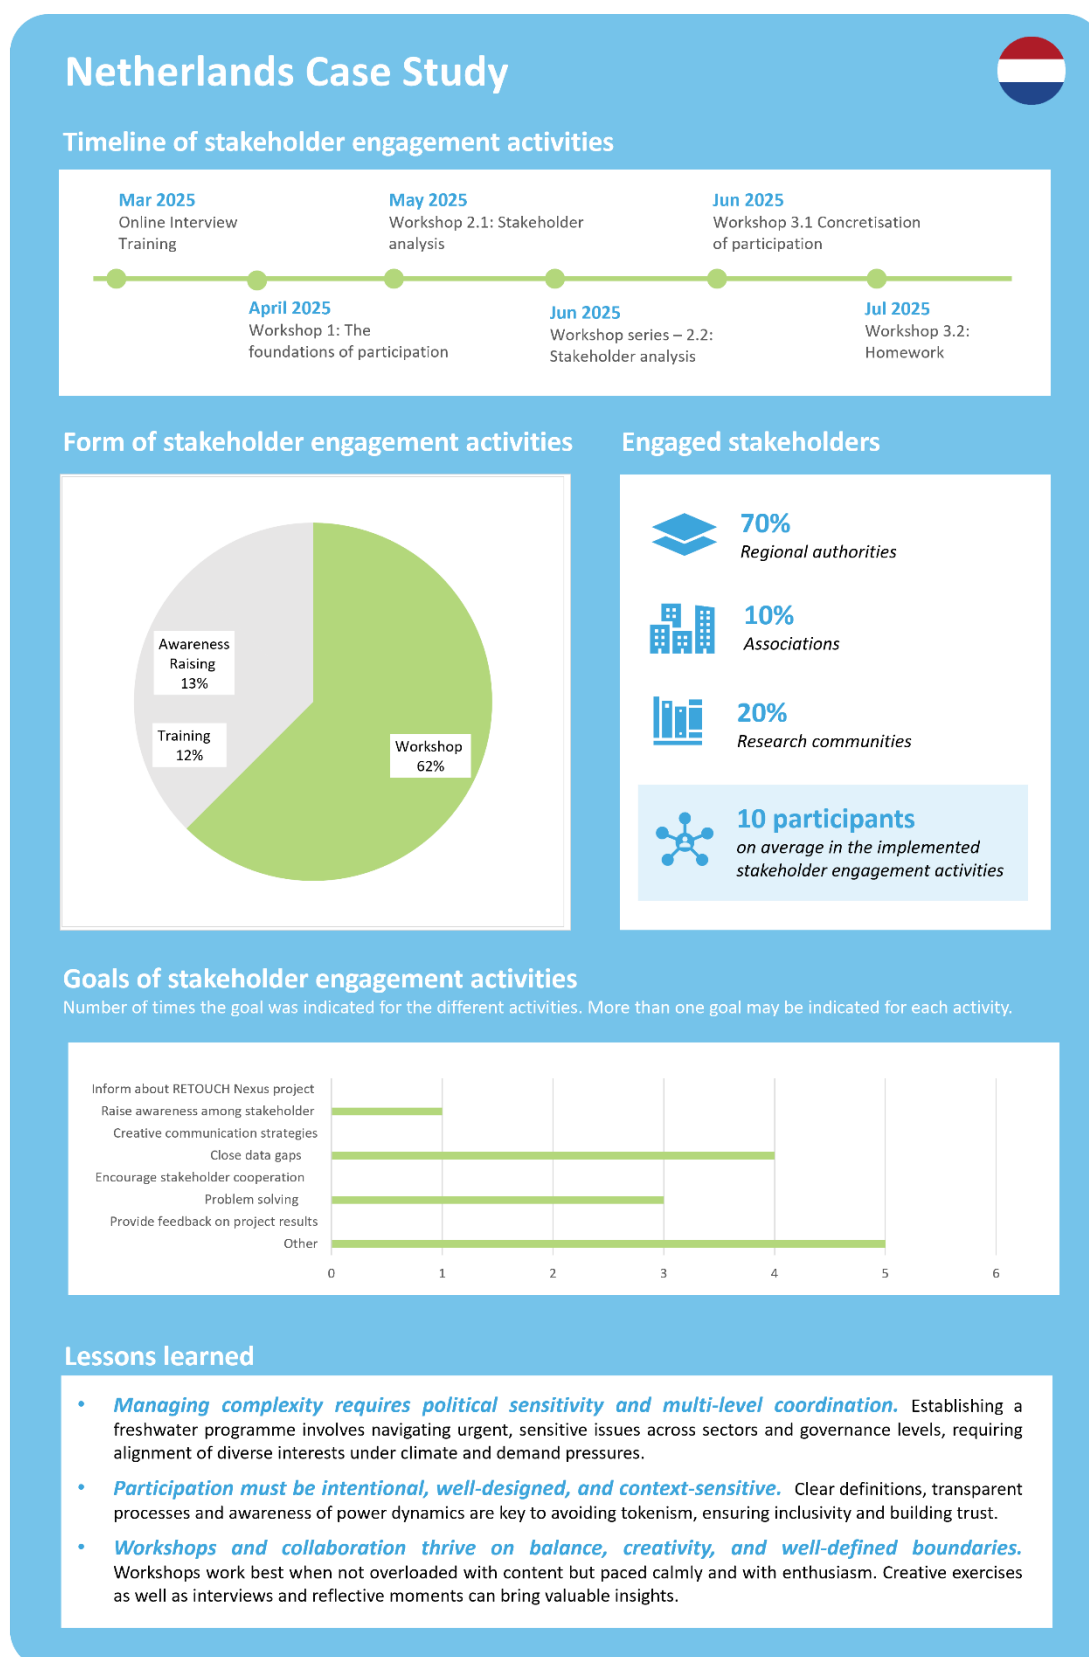 Netherlands Case Study
Timeline of stakeholder engagement activities
Mar 2025
Online Interview
Training
May 2025
Workshop 2.1: Stakeholder
analysis
Jun 2025
Workshop 3.1 Concretisation
of participation
April 2025
Workshop 1: The
foundations of participation
Jun 2025
Workshop series – 2.2:
Stakeholder analysis
Jul 2025
Workshop 3.2:
Homework
Form of stakeholder engagement activities
Awareness
Raising
13%
Training
12%
Workshop
62%
Engaged stakeholders
70%
Regional authorities
10%
Associations
20%
Research communities
10 participants
on average in the implemented
stakeholder engagement activities
Goals of stakeholder engagement activities
Number of times the goal was indicated for the different activities. More than one goal may be indicated for each activity.
Inform about RETOUCH Nexus project
Raise awareness among stakeholder
Creative communication strategies
Close data gaps
Encourage stakeholder cooperation
Problem solving
Provide feedback on project results
Other
0 1 2 3 4 5 6
Lessons learned
• Managing complexity requires political sensitivity and multi-level coordination. Establishing a
freshwater programme involves navigating urgent, sensitive issues across sectors and governance levels, requiring
alignment of diverse interests under climate and demand pressures.
• Participation must be intentional, well-designed, and context-sensitive. Clear definitions, transparent
processes and awareness of power dynamics are key to avoiding tokenism, ensuring inclusivity and building trust.
• Workshops and collaboration thrive on balance, creativity, and well-defined boundaries.
Workshops work best when not overloaded with content but paced calmly and with enthusiasm. Creative exercises
as well as interviews and reflective moments can bring valuable insights.